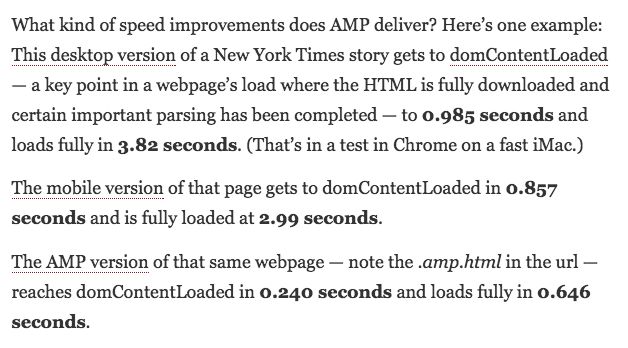 What kind of speed improvements does AMP deliver? Here’s one example:
This desktop version of a New York Times story gets to domContentLoaded
— a key point in a webpage’s load where the HTML is fully downloaded and
certain important parsing has been completed — to 0.985 seconds and
loads fully in 3.82 seconds. (That’s in a test in Chrome on a fast iMac.)
The mobile version of that page gets to domContentLoaded in 0.857
seconds and is fully loaded at 2.99 seconds.
The AMP version of that same webpage — note the .amp.html in the url —
reaches domContentLoaded in 0.240 seconds and loads fully in 0.646
seconds.